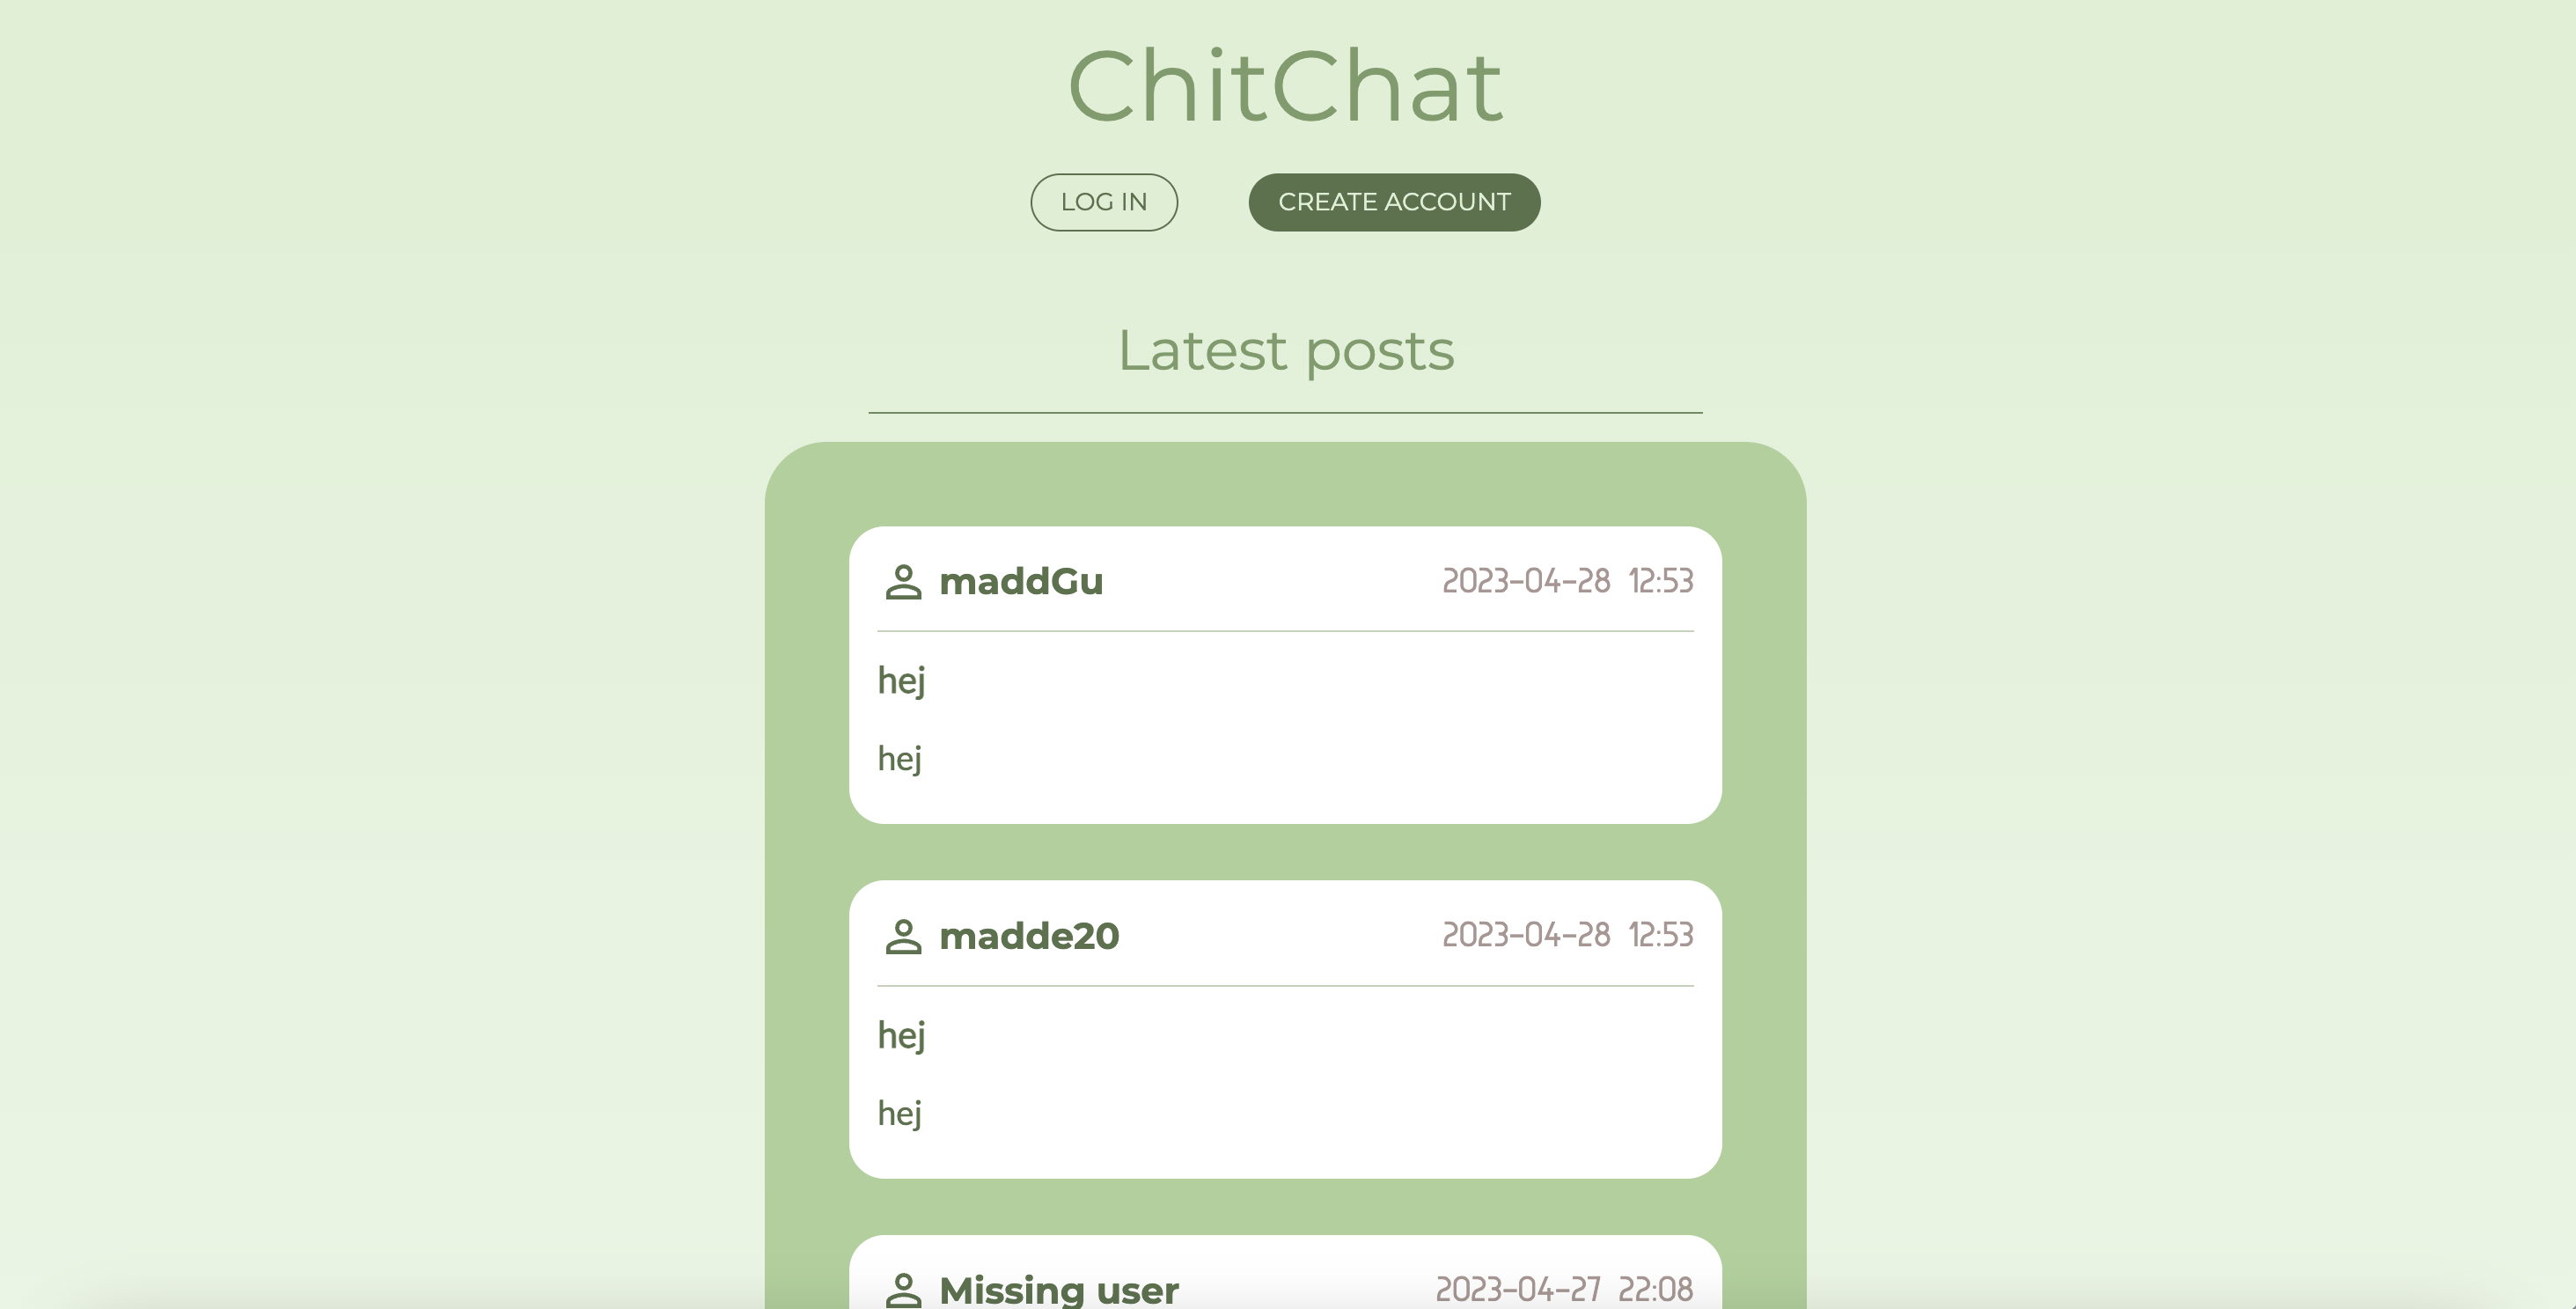 ChitChat
LOG IN CREATE ACCOUNT
Latest posts
maddGu 2023-04-28 12:53
hej
hej
madde20 2023-04-28 12:53
hej
hej
Missing user 2023-04-27 22:08